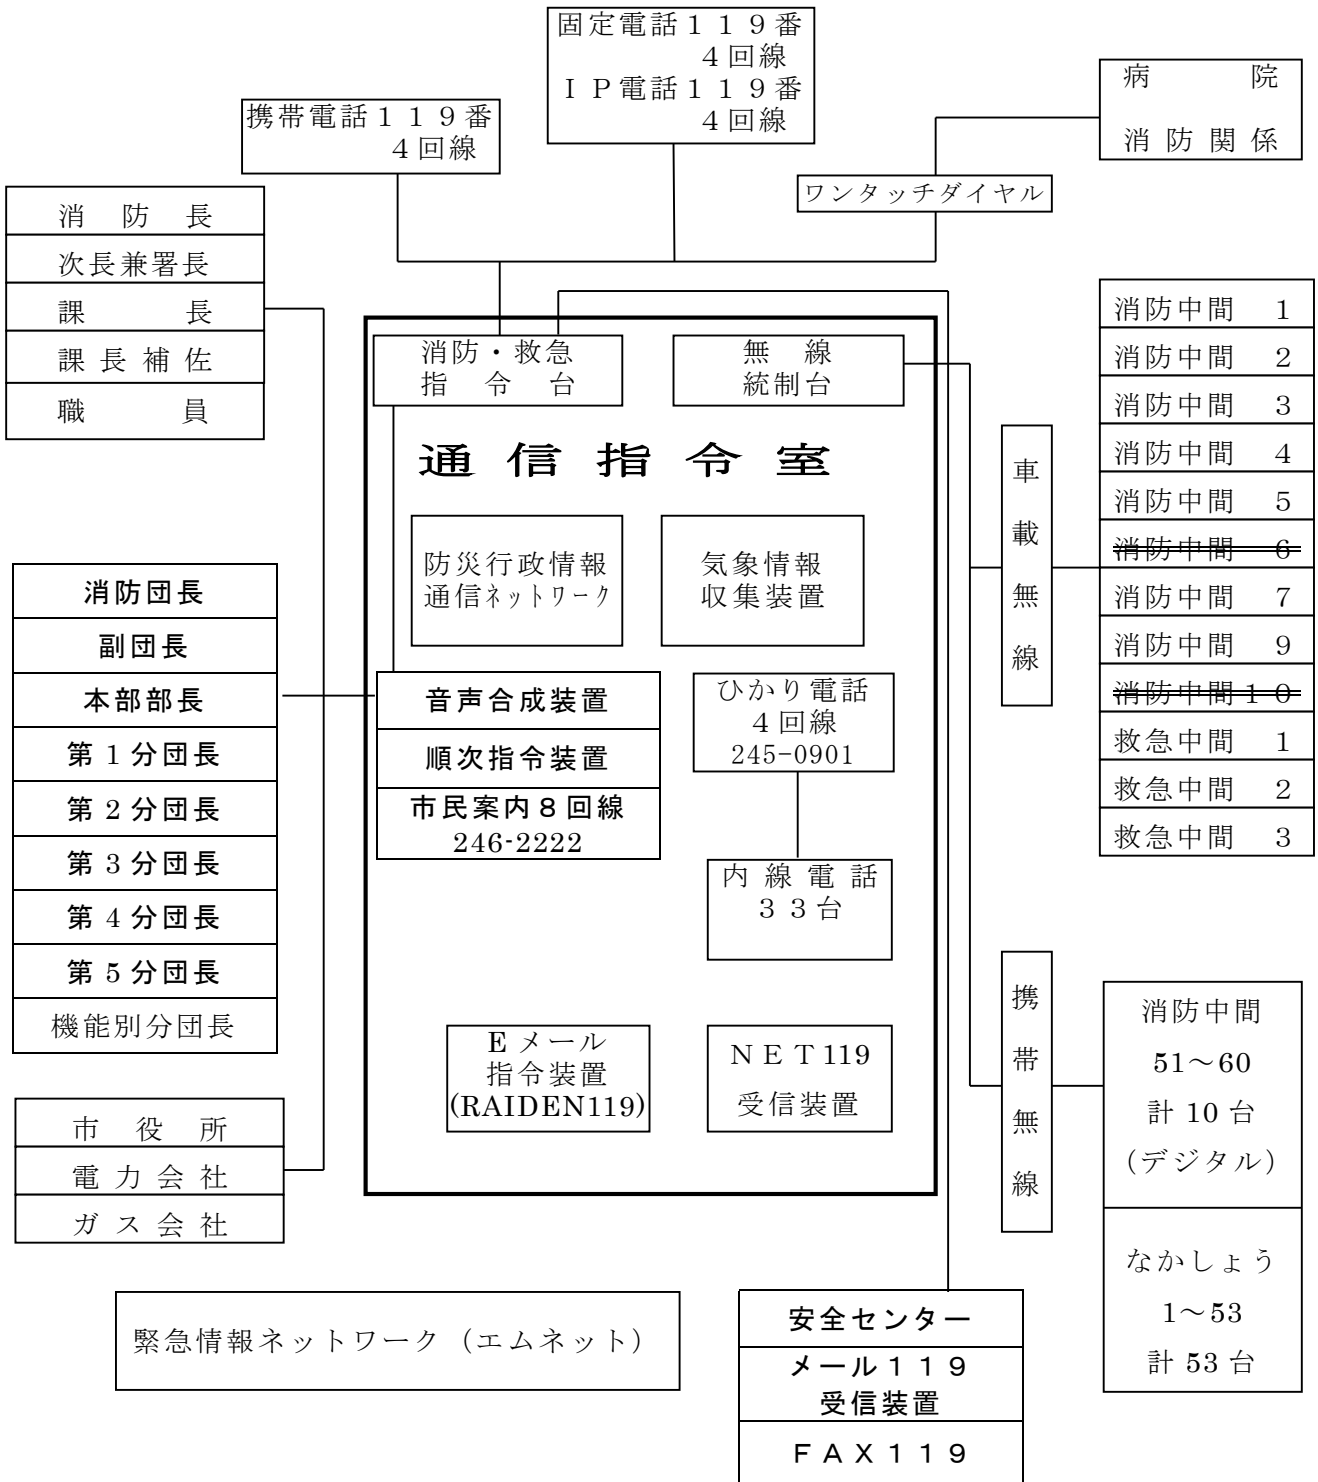 固定電話１１９番
４回線
ＩＰ電話１１９番
４回線
携帯電話１１９番
４回線
病院
消防関係
ワンタッチダイヤル
消防長
次長兼署長
課長
課長補佐
職員
消防・救急
指令台
無線
統制台
通信指令室
防災行政情報
通信ネットワーク
気象情報
収集装置
音声合成装置
順次指令装置
市民案内８回線
246-2222
ひかり電話
４回線
245-0901
内線電話
３３台
Eメール
指令装置
(RAIDEN119)
ＮＥＴ119
受信装置
消防団長
副団長
本部部長
第1分団長
第2分団長
第3分団長
第4分団長
第5分団長
機能別分団長
市役所
電力会社
ガス会社
車載無線
消防中間　１
消防中間　２
消防中間　３
消防中間　４
消防中間　５
消防中間　６
消防中間　７
消防中間　９
消防中間１０
救急中間　１
救急中間　２
救急中間　３
携帯無線
消防中間
51～60
計10台
（デジタル）
なかしょう
1～53
計53台
緊急情報ネットワーク（エムネット）
安全センター
メール１１９
受信装置
ＦＡＸ１１９